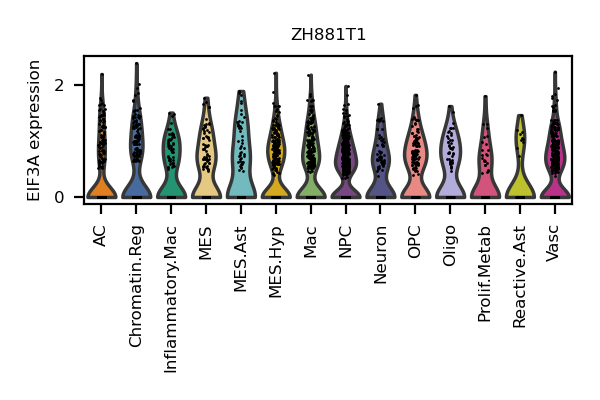 ZH881T1
EIF3A expression
2
0
AC
Chromatin.Reg
Inflammatory.Mac
MES
MES.Ast
MES.Hyp
Mac
NPC
Neuron
OPC
Oligo
Prolif.Metab
Reactive.Ast
Vasc